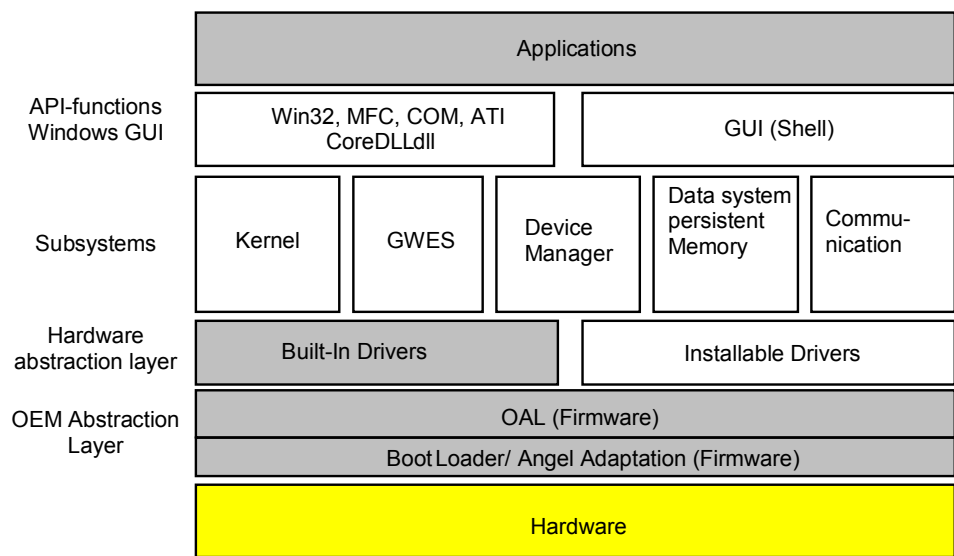 Applications
API-functions
Windows GUI
Win32, MFC, COM, ATI
CoreDLLdll
GUI (Shell)
Subsystems
Kernel
GWES
Device
Manager
Data system
persistent
Memory
Commu-
nication
Hardware
abstraction layer
Built-In Drivers
Installable Drivers
OEM Abstraction
Layer
OAL (Firmware)
Boot Loader/ Angel Adaptation (Firmware)
Hardware